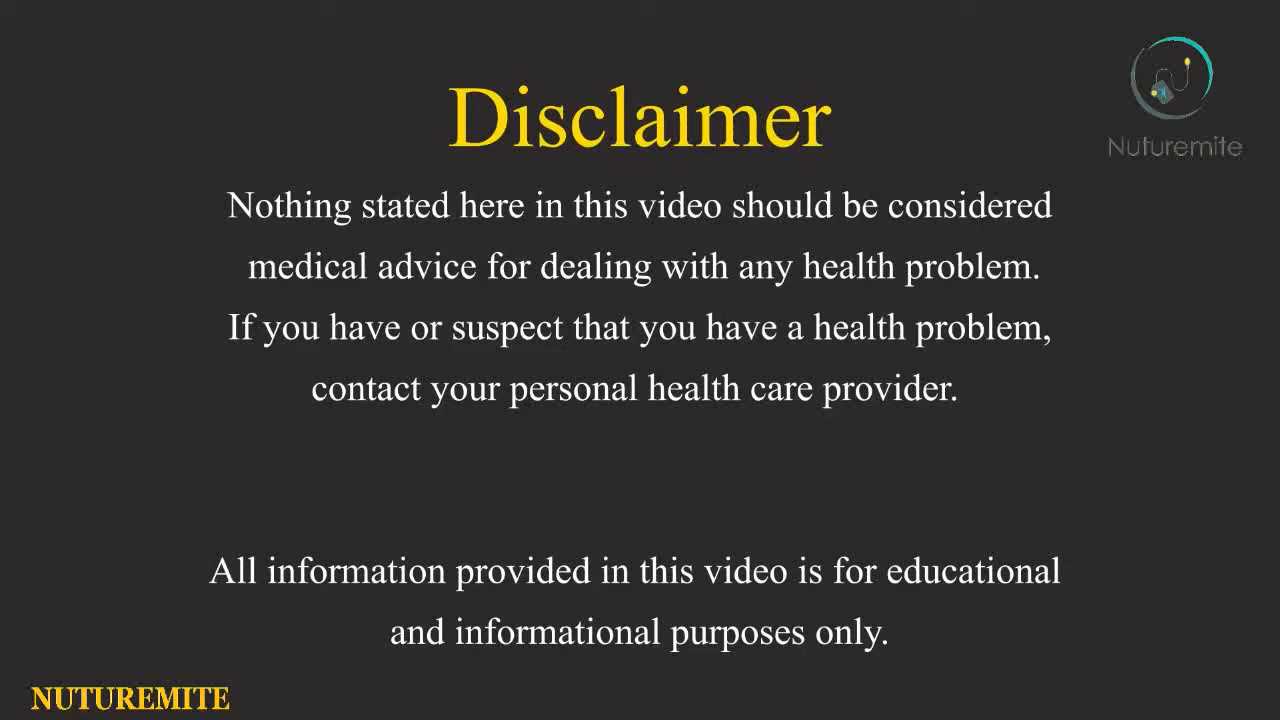 Disclaimer
Nuturemite
Nothing stated here in this video should be considered
medical advice for dealing with any health problem.
If you have or suspect that you have a health problem,
contact your personal health care provider.
All information provided in this video is for educational
and informational purposes only.
NUTUREMITE